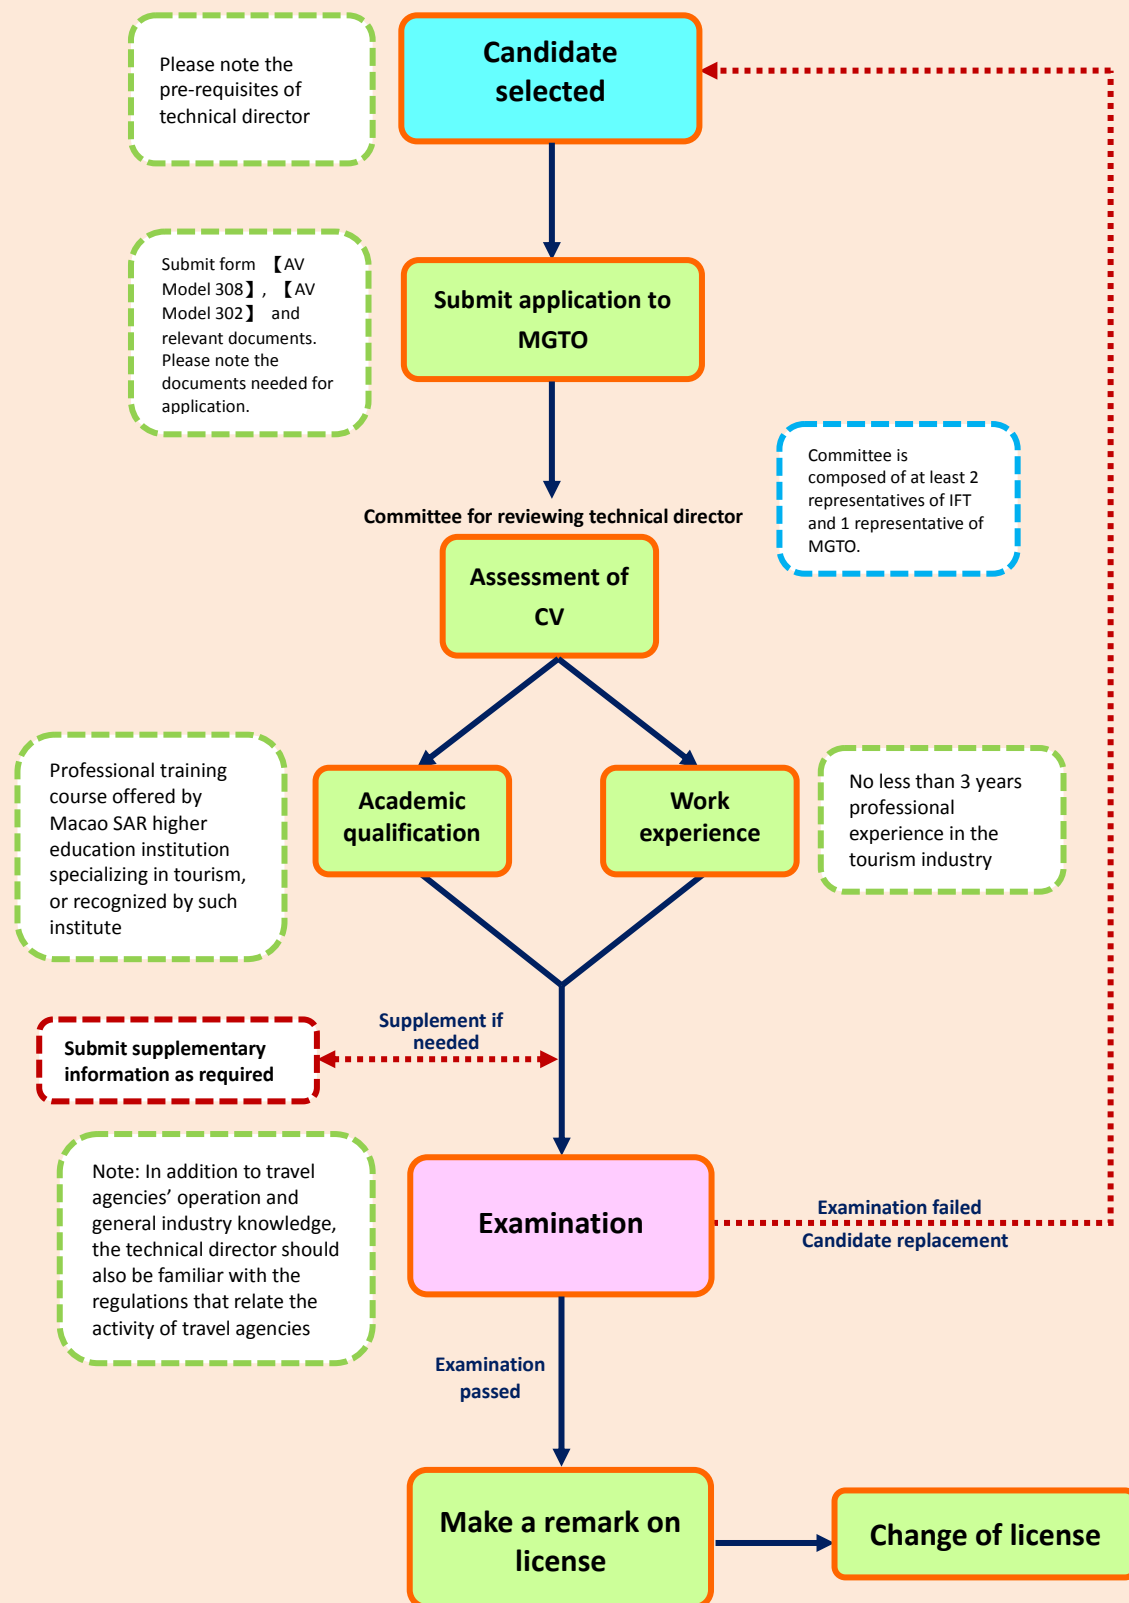 Please note the
pre-requisites of
technical director
Candidate
selected
Submit form 【AV
Model 308】, 【AV
Model 302】 and
relevant documents.
Please note the
documents needed for
application.
Submit application to
MGTO
Committee is
composed of at least 2
representatives of IFT
and 1 representative of
MGTO.
Committee for reviewing technical director
Assessment of
CV
Professional training
course offered by
Macao SAR higher
education institution
specializing in tourism,
or recognized by such
institute
Academic
qualification
Work
experience
No less than 3 years
professional
experience in the
tourism industry
Supplement if
needed
Submit supplementary
information as required
Note: In addition to travel
agencies’ operation and
general industry knowledge,
the technical director should
also be familiar with the
regulations that relate the
activity of travel agencies
Examination
Examination failed
Candidate replacement
Examination
passed
Make a remark on
license
Change of license